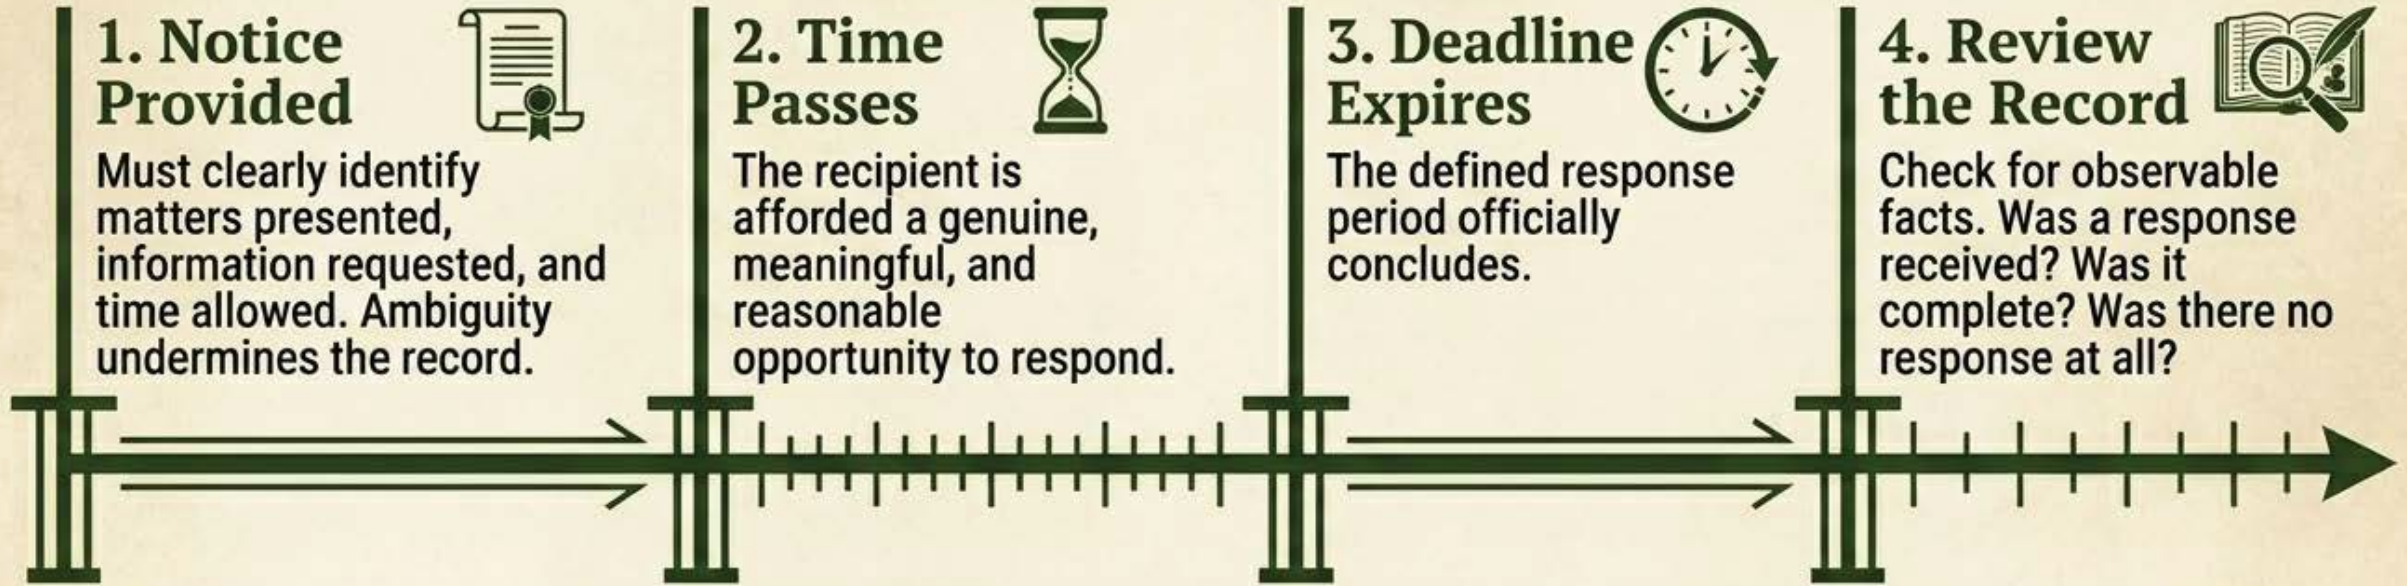 1. Notice
Provided
Must clearly identify
matters presented,
information requested, and
time allowed. Ambiguity
undermines the record.
2. Time
Passes
The recipient is
afforded a genuine,
meaningful, and
reasonable
opportunity to respond.
3. Deadline
Expires
The defined response
period officially
concludes.
4. Review
the Record
Check for observable
facts. Was a response
received? Was it
complete? Was there no
response at all?